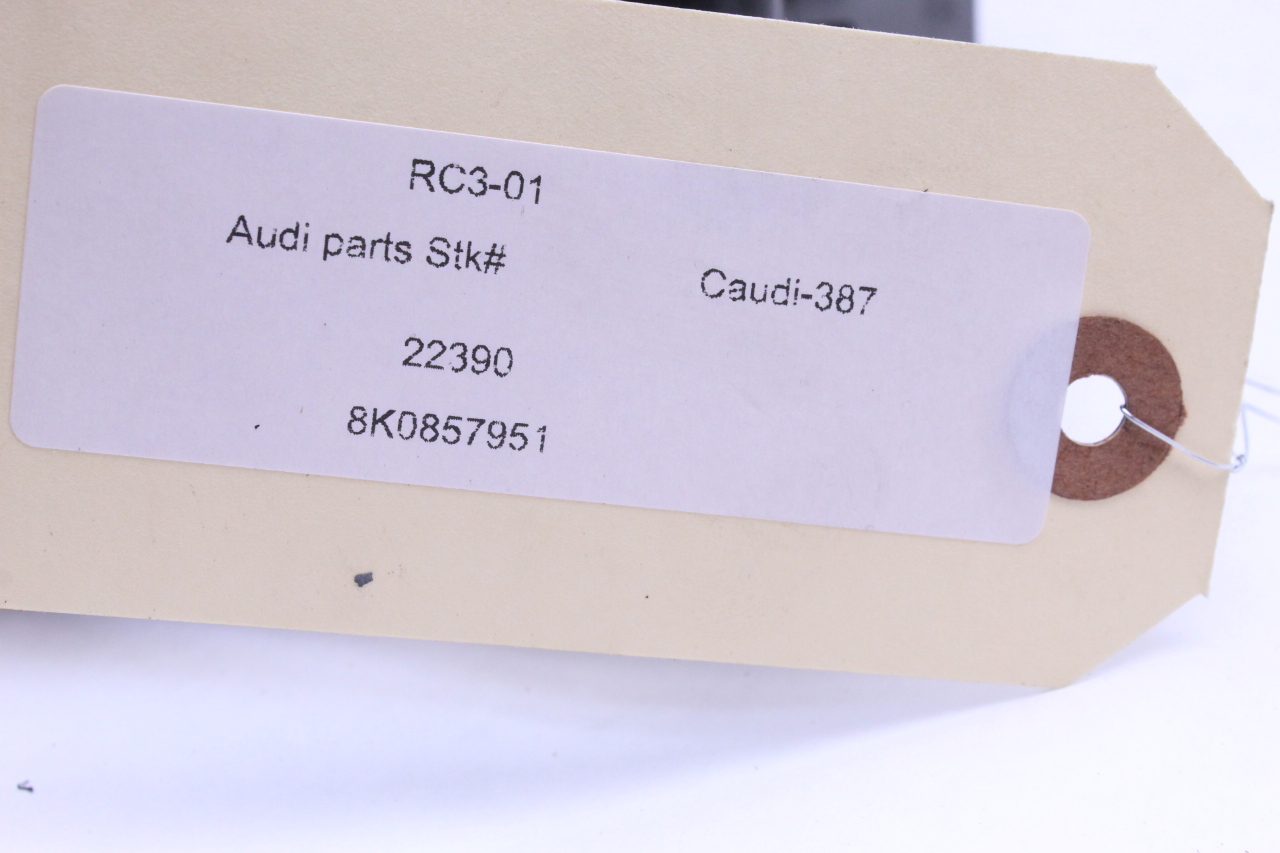 RC3-01
Audi parts Stk#
Caudi-387
22390
8K0857951